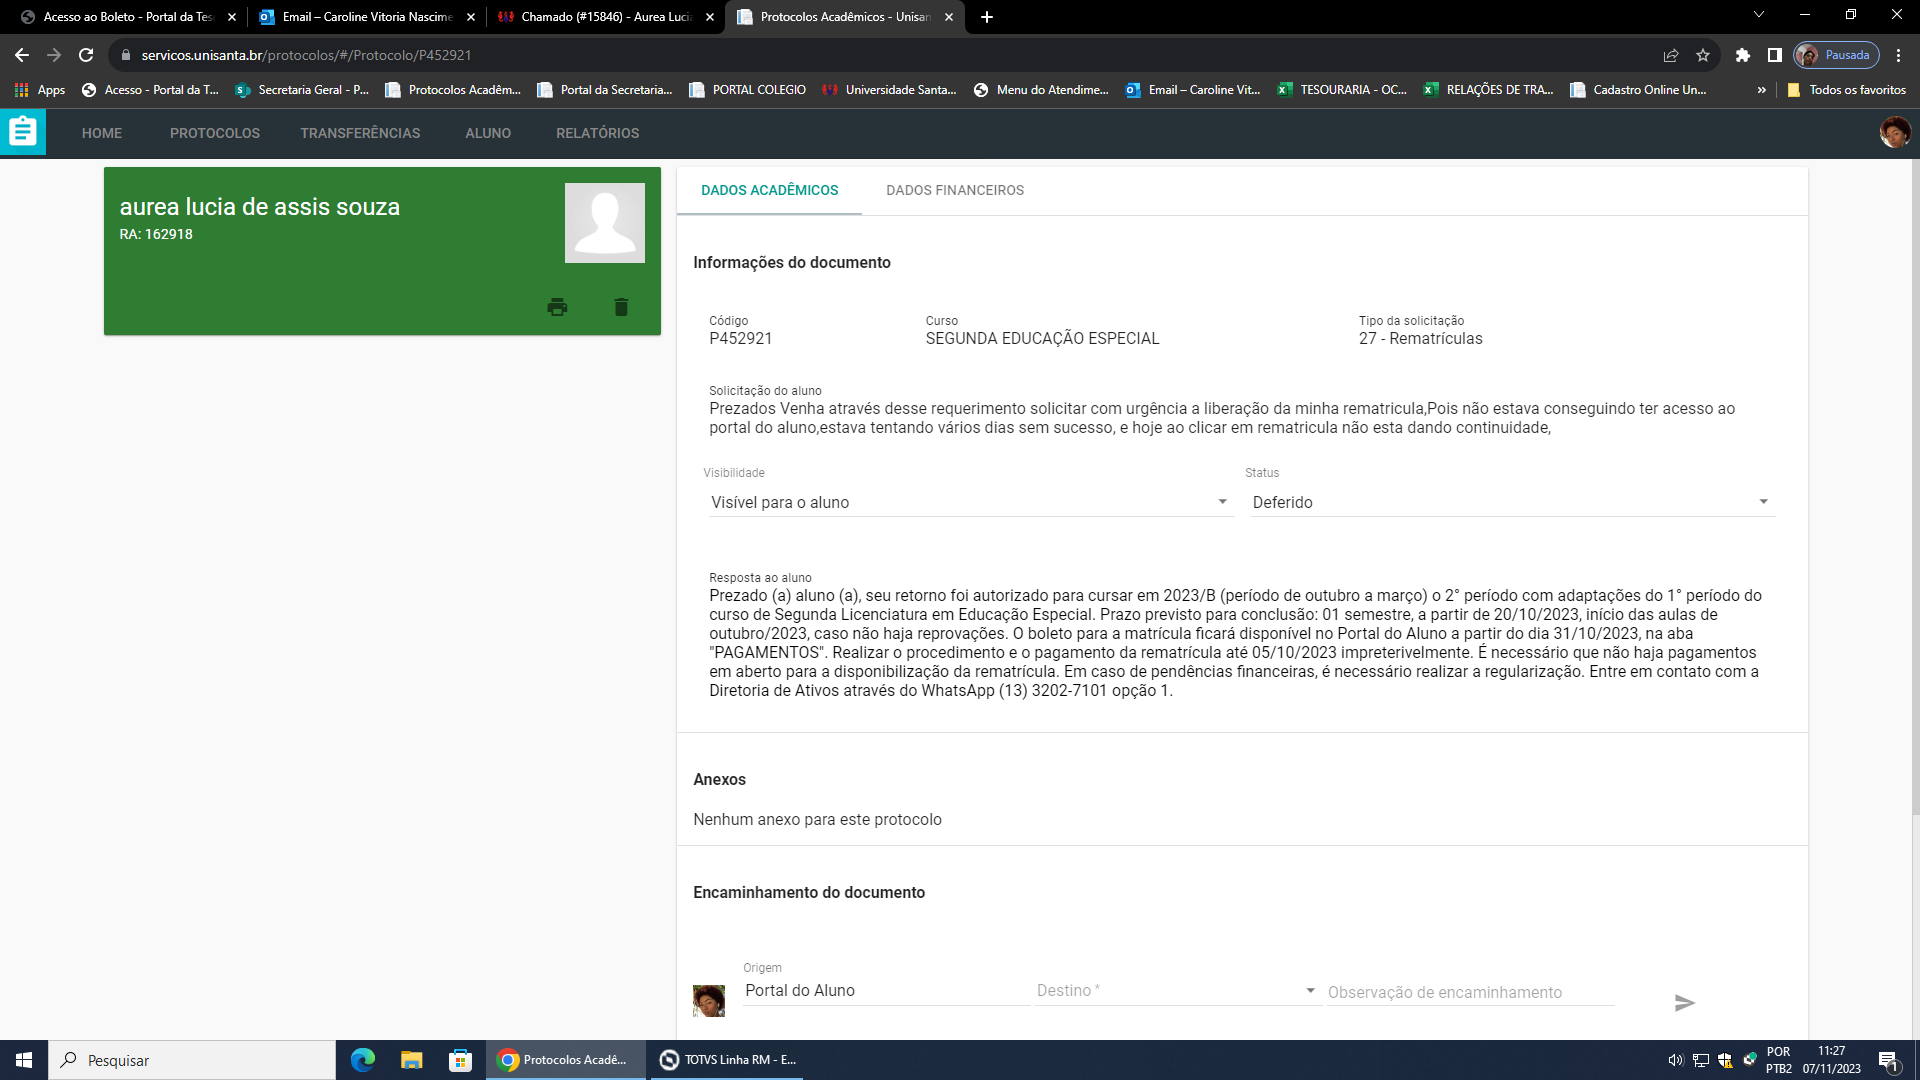 Acesso ao Boleto - Portal da Tes
Email – Caroline Vitoria Nascime
Chamado (#15846) - Aurea Lucia
Protocolos Acadêmicos - Unisan
servicos.unisanta.br/protocolos/#/Protocolo/P452921
Pausada
Apps
Acesso - Portal da T...
Secretaria Geral - P...
Protocolos Acadêm...
Portal da Secretaria...
PORTAL COLEGIO
Universidade Santa...
Menu do Atendime...
Email – Caroline Vit...
TESOURARIA - OC...
RELAÇÕES DE TRA...
Cadastro Online Un...
»
Todos os favoritos
HOME
PROTOCOLOS
TRANSFERÊNCIAS
ALUNO
RELATÓRIOS
aurea lucia de assis souza
RA: 162918
DADOS ACADÊMICOS
DADOS FINANCEIROS
Informações do documento
Código
P452921
Curso
SEGUNDA EDUCAÇÃO ESPECIAL
Tipo da solicitação
27 - Rematrículas
Solicitação do aluno
Prezados Venha através desse requerimento solicitar com urgência a liberação da minha rematricula,Pois não estava conseguindo ter acesso ao
portal do aluno,estava tentando vários dias sem sucesso, e hoje ao clicar em rematricula não esta dando continuidade,
Visibilidade
Visível para o aluno
Status
Deferido
Resposta ao aluno
Prezado (a) aluno (a), seu retorno foi autorizado para cursar em 2023/B (período de outubro a março) o 2° período com adaptações do 1° período do
curso de Segunda Licenciatura em Educação Especial. Prazo previsto para conclusão: 01 semestre, a partir de 20/10/2023, início das aulas de
outubro/2023, caso não haja reprovações. O boleto para a matrícula ficará disponível no Portal do Aluno a partir do dia 31/10/2023, na aba
"PAGAMENTOS". Realizar o procedimento e o pagamento da rematrícula até 05/10/2023 impreterivelmente. É necessário que não haja pagamentos
em aberto para a disponibilização da rematrícula. Em caso de pendências financeiras, é necessário realizar a regularização. Entre em contato com a
Diretoria de Ativos através do WhatsApp (13) 3202-7101 opção 1.
Anexos
Nenhum anexo para este protocolo
Encaminhamento do documento
Origem
Portal do Aluno
Destino *
Observação de encaminhamento
Pesquisar
Protocolos Acadê...
TOTVS Linha RM - E...
POR
PTB2
11:27
07/11/2023
1